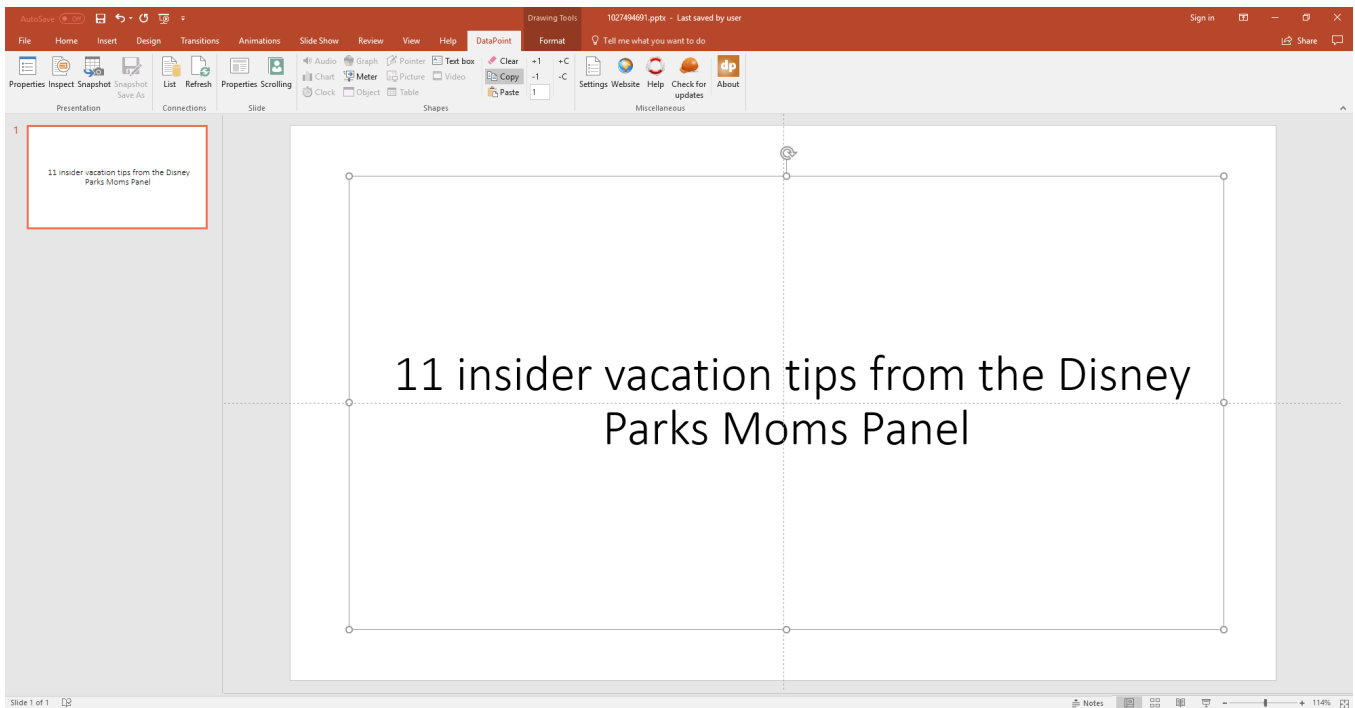 AutoSave Off 1027494691.pptx - Last saved by user Drawing Tools Sign in
File Home Insert Design Transitions Animations Slide Show Review View Help DataPoint Format Tell me what you want to do Share
Properties Inspect Snapshot Snapshot Save As
Presentation
List Refresh
Connections
Properties Scrolling
Slide
Audio Graph Pointer Text box Clear +1 +C
Chart Meter Picture Video Copy -1 -C
Clock Object Table Paste 1
Shapes
Settings Website Help Check for updates About
dp
Miscellaneous
1
11 insider vacation tips from the Disney
Parks Moms Panel
11 insider vacation tips from the Disney
Parks Moms Panel
Slide 1 of 1 Notes - + 114%